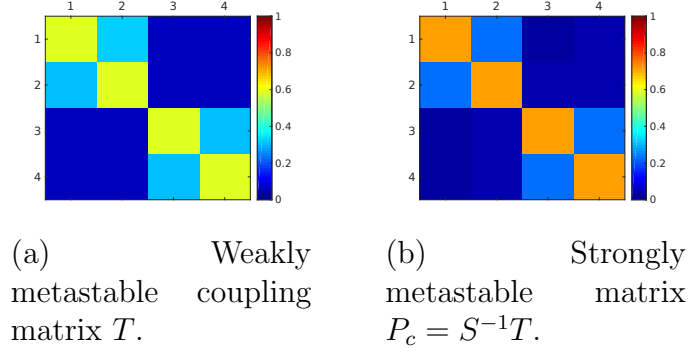 1 2 3 4
1
2
3
4
1
0.8
0.6
0.4
0.2
0
1 2 3 4
1
2
3
4
1
0.8
0.6
0.4
0.2
0
(a) Weakly
metastable coupling
matrix T.
(b) Strongly
metastable matrix
P_c = S^{-1}T.